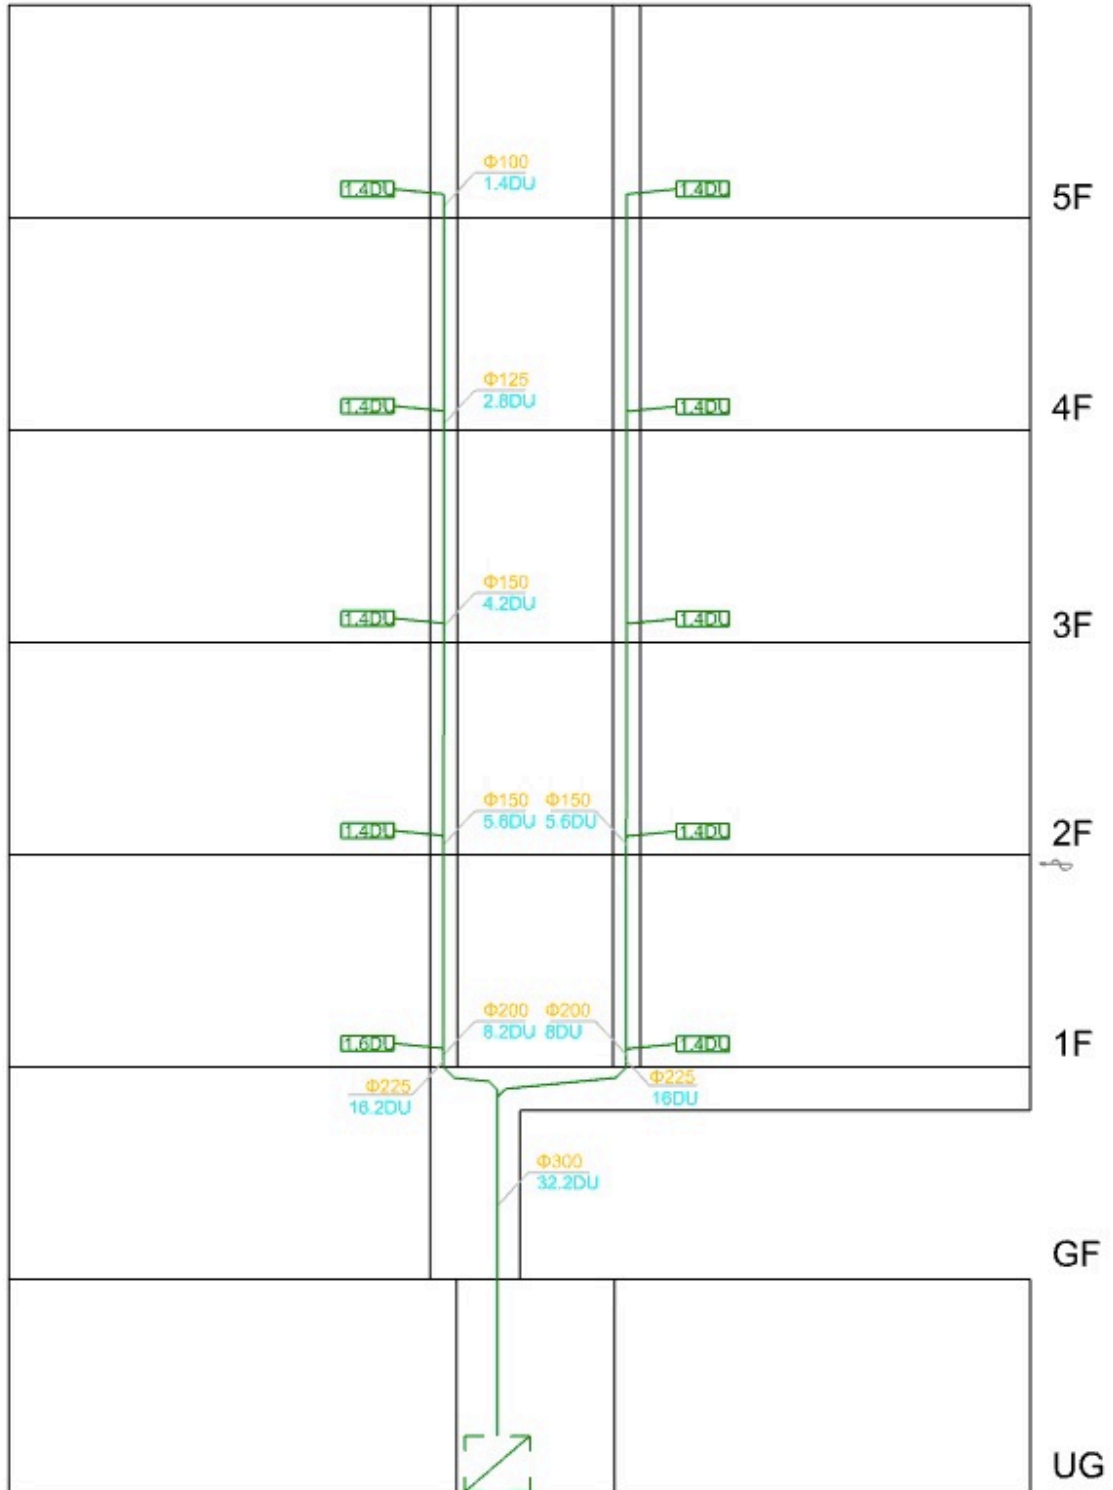 Φ100
1.4DU
1.4DU
1.4DU
5F
Φ125
2.8DU
1.4DU
1.4DU
4F
Φ150
4.2DU
1.4DU
1.4DU
3F
Φ150 Φ150
5.6DU 5.6DU
1.4DU
1.4DU
2F
Φ200 Φ200
8.2DU 8DU
1.6DU
1.4DU
1F
Φ225
16.2DU
Φ225
16DU
Φ300
32.2DU
GF
UG